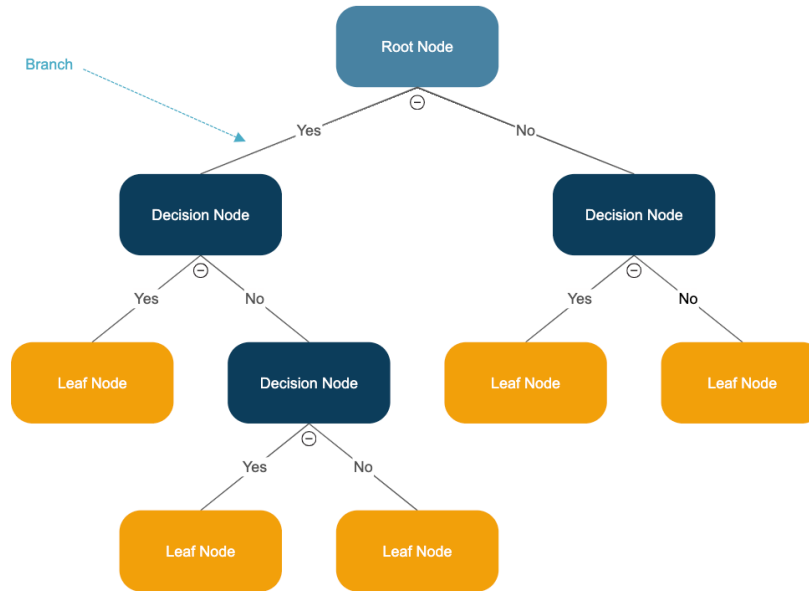 Root Node
Branch
Yes
No
Decision Node
Decision Node
Yes
No
Yes
No
Leaf Node
Decision Node
Leaf Node
Leaf Node
Yes
No
Leaf Node
Leaf Node